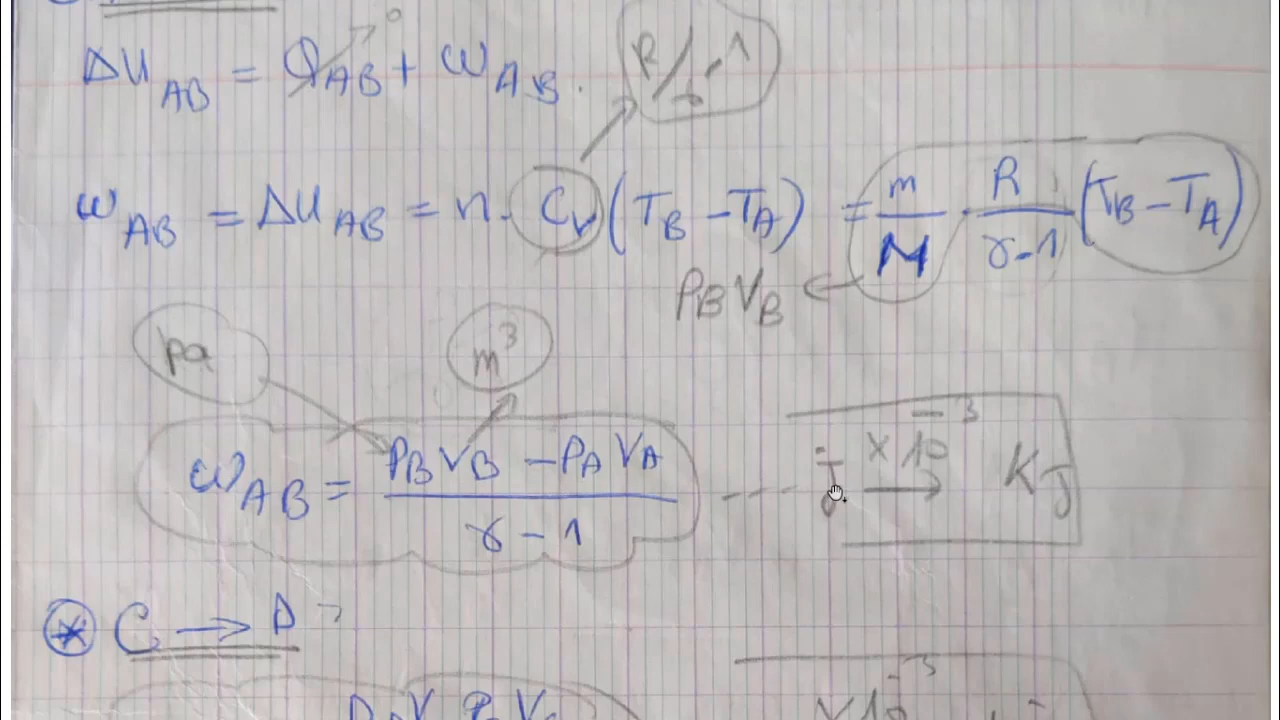 ΔU_AB = Q_AB→0 + W_AB.
R/γ-1
W_AB = ΔU_AB = n. C_v (T_B - T_A) = m/M . R/γ-1 (T_B - T_A)
P_B V_B
Pa m³
W_AB = P_B V_B - P_A V_A / γ - 1 ---- J ×10^-3 → KJ
* C → D